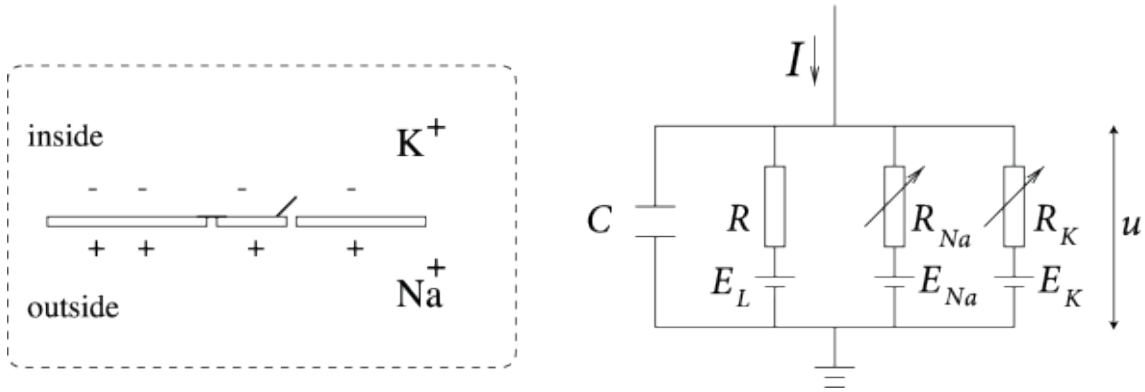 inside
K+
- - - -
+ + + +
Na+
outside
I
C
R
R_Na
R_K
u
E_L
E_Na
E_K